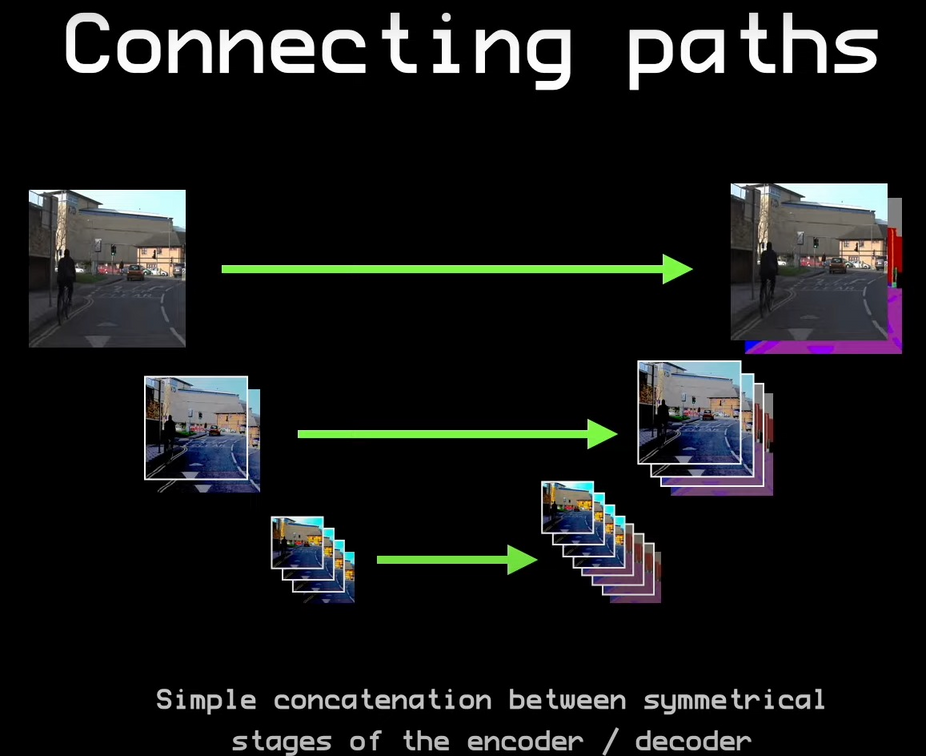 Connecting paths
Simple concatenation between symmetrical
stages of the encoder / decoder